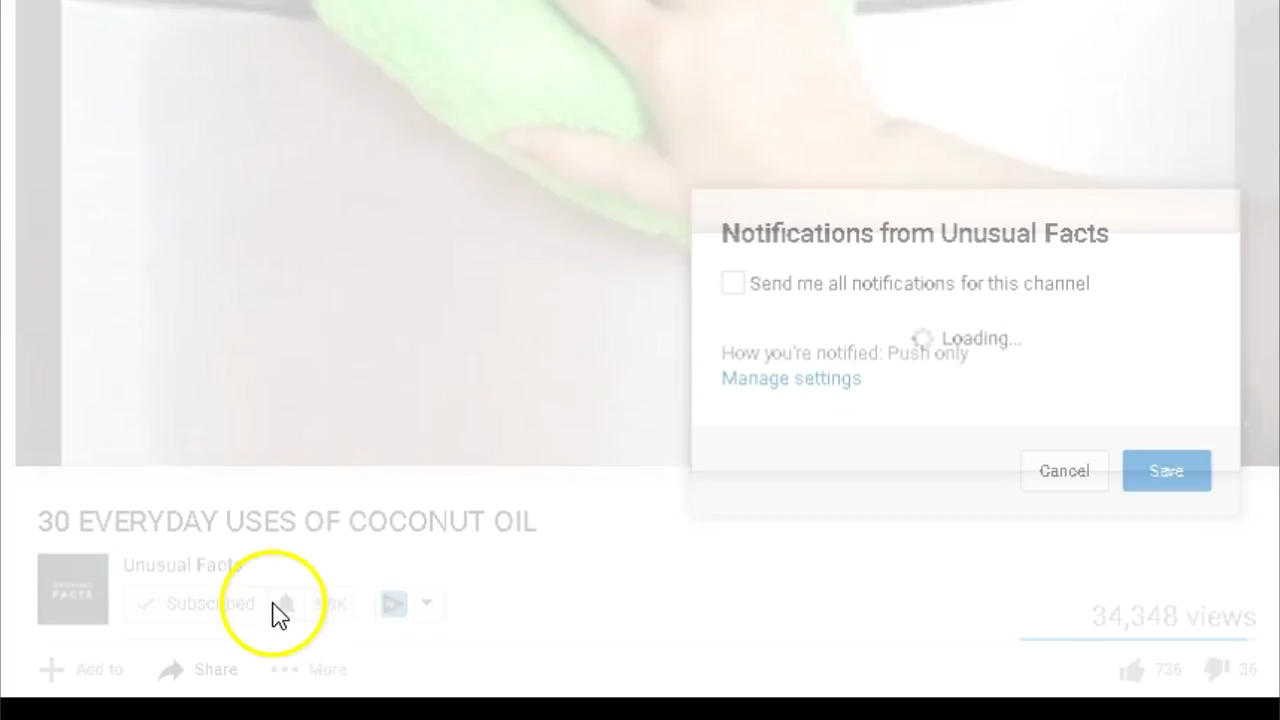 Notifications from Unusual Facts
Send me all notifications for this channel
Loading...
How you're notified: Push only
Manage settings
Cancel
Save
30 EVERYDAY USES OF COCONUT OIL
Unusual Facts
FACTS
Subscribed
34,348 views
Add to
Share
More
736
36